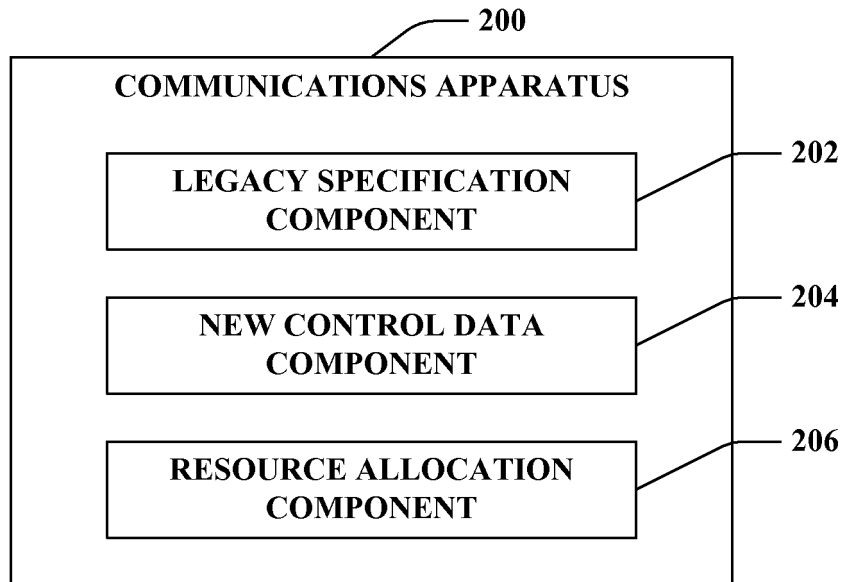 200
COMMUNICATIONS APPARATUS
202
LEGACY SPECIFICATION
COMPONENT
204
NEW CONTROL DATA
COMPONENT
206
RESOURCE ALLOCATION
COMPONENT